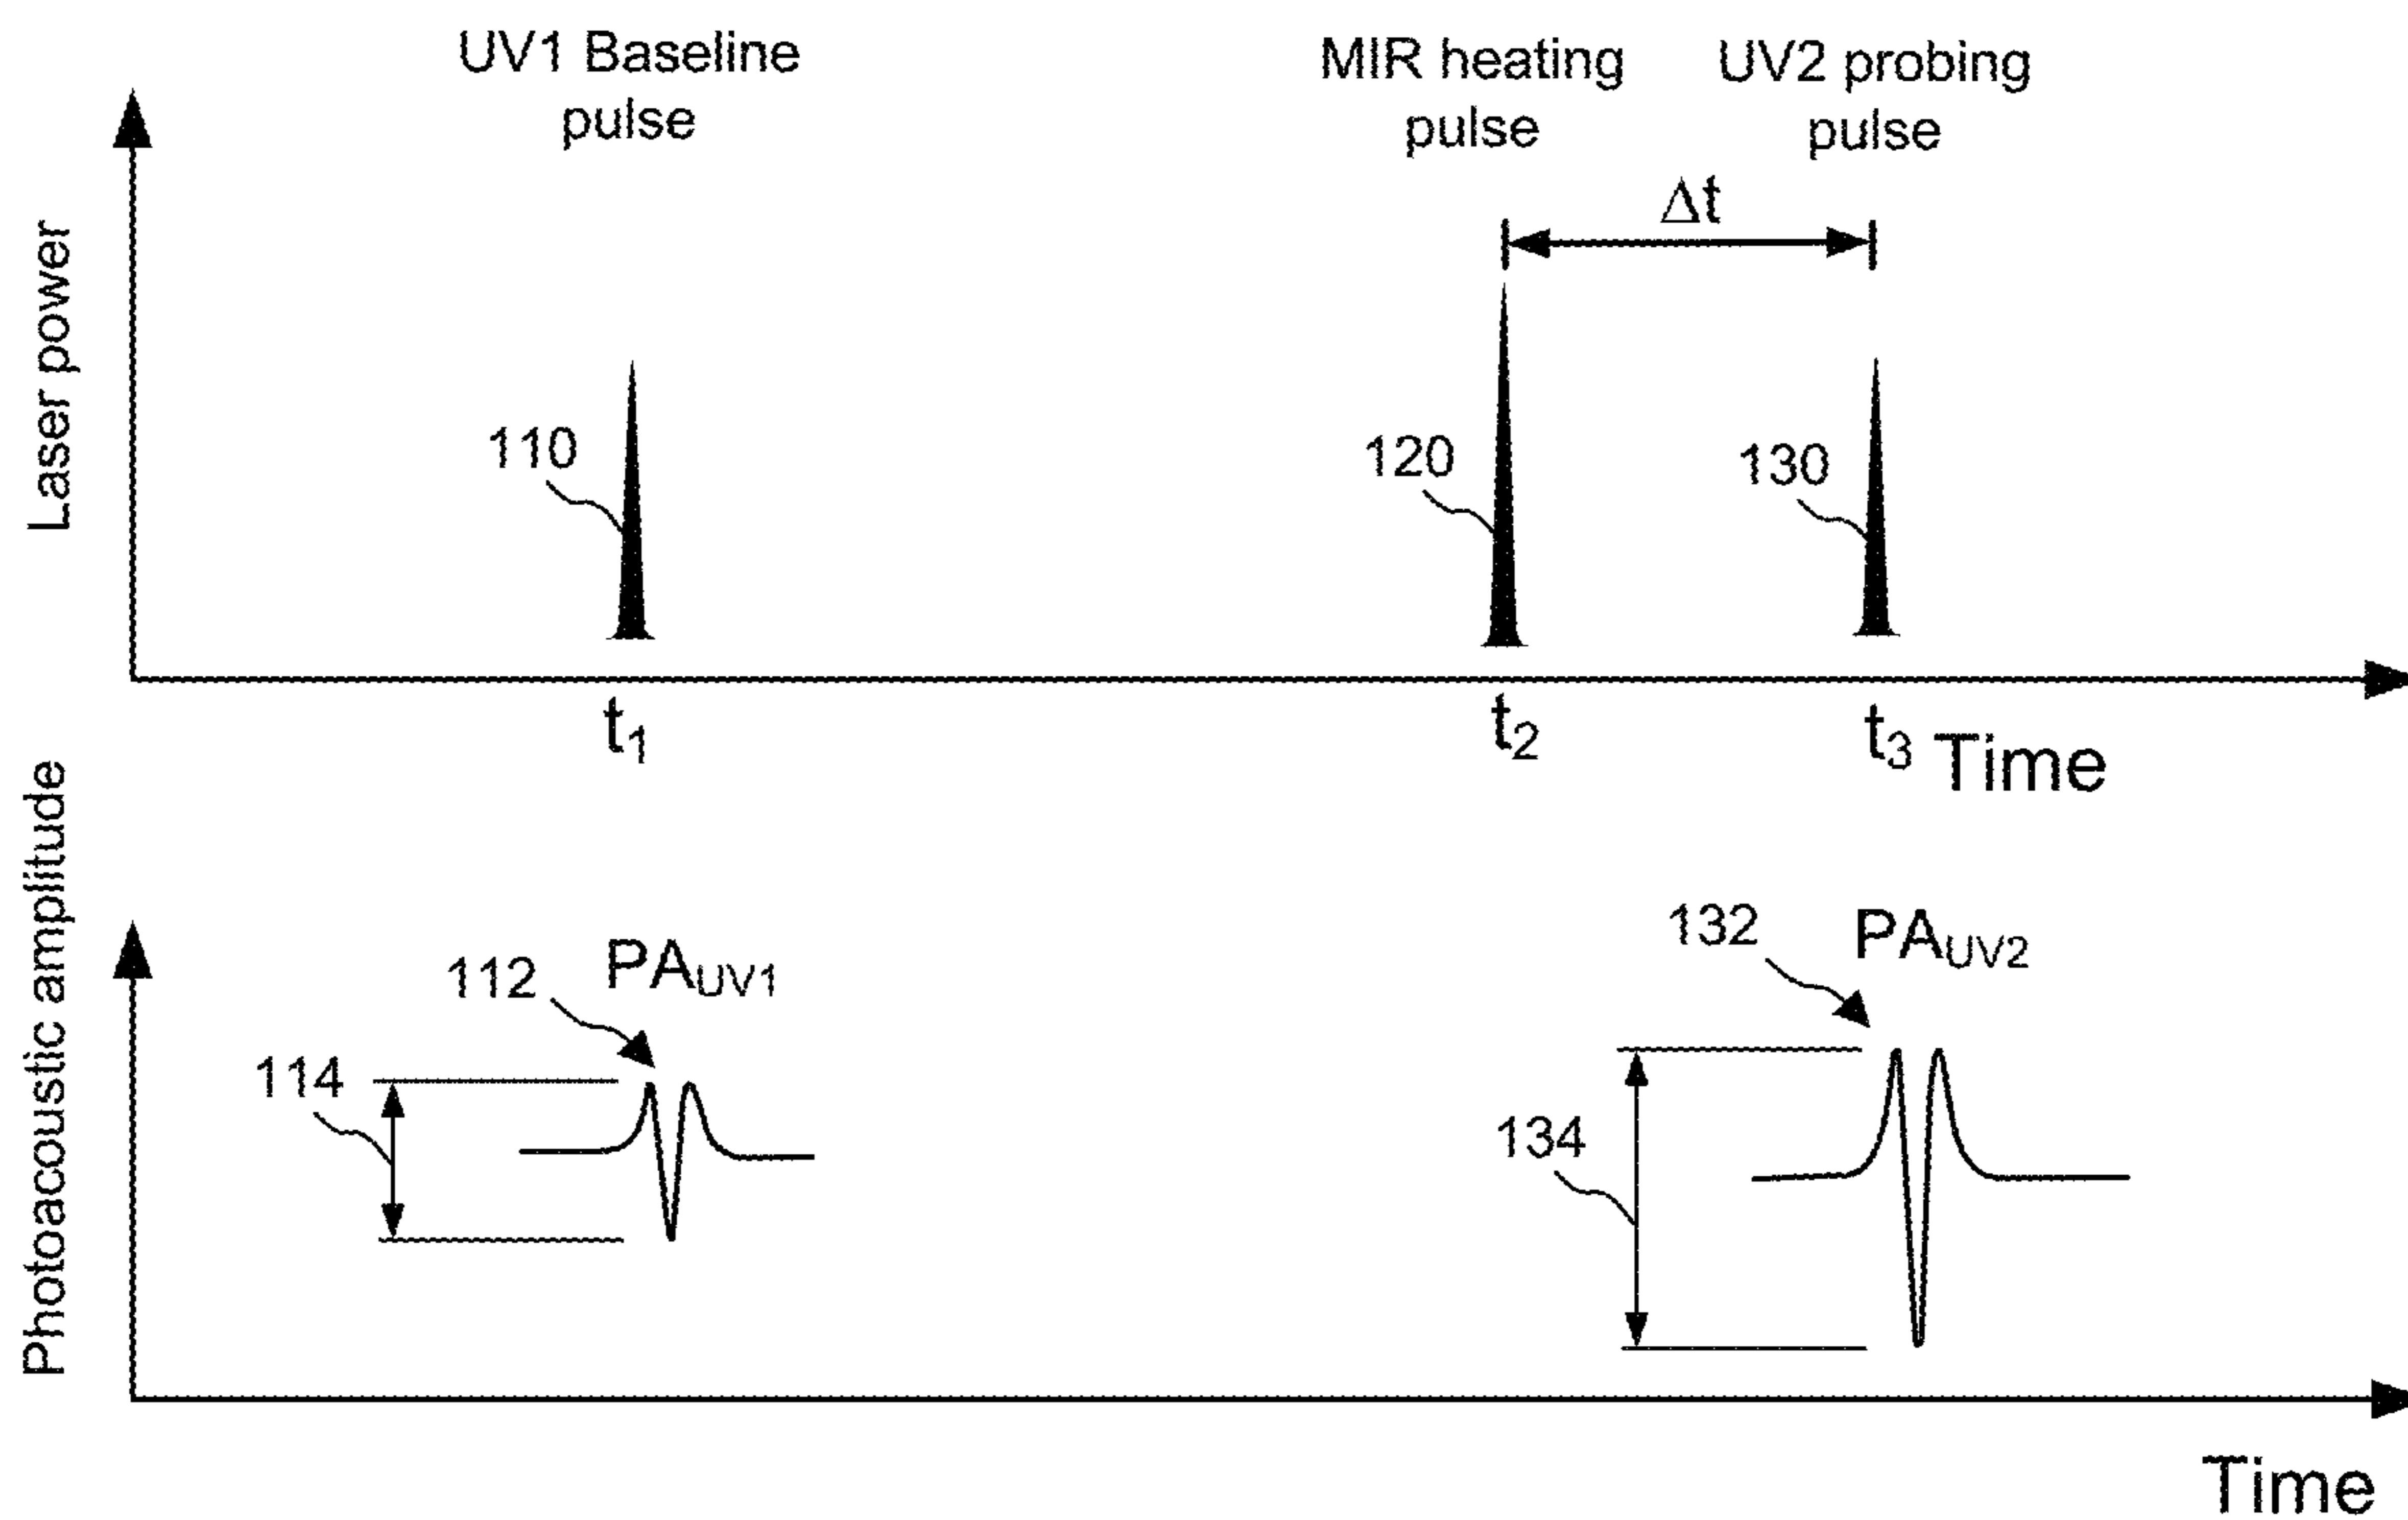 UV1 Baseline
pulse
MIR heating
pulse
UV2 probing
pulse
Δt
Laser power
110
120
130
t1
t2
t3
Time
Photoacoustic amplitude
112
PAUV1
132
PAUV2
114
134
Time